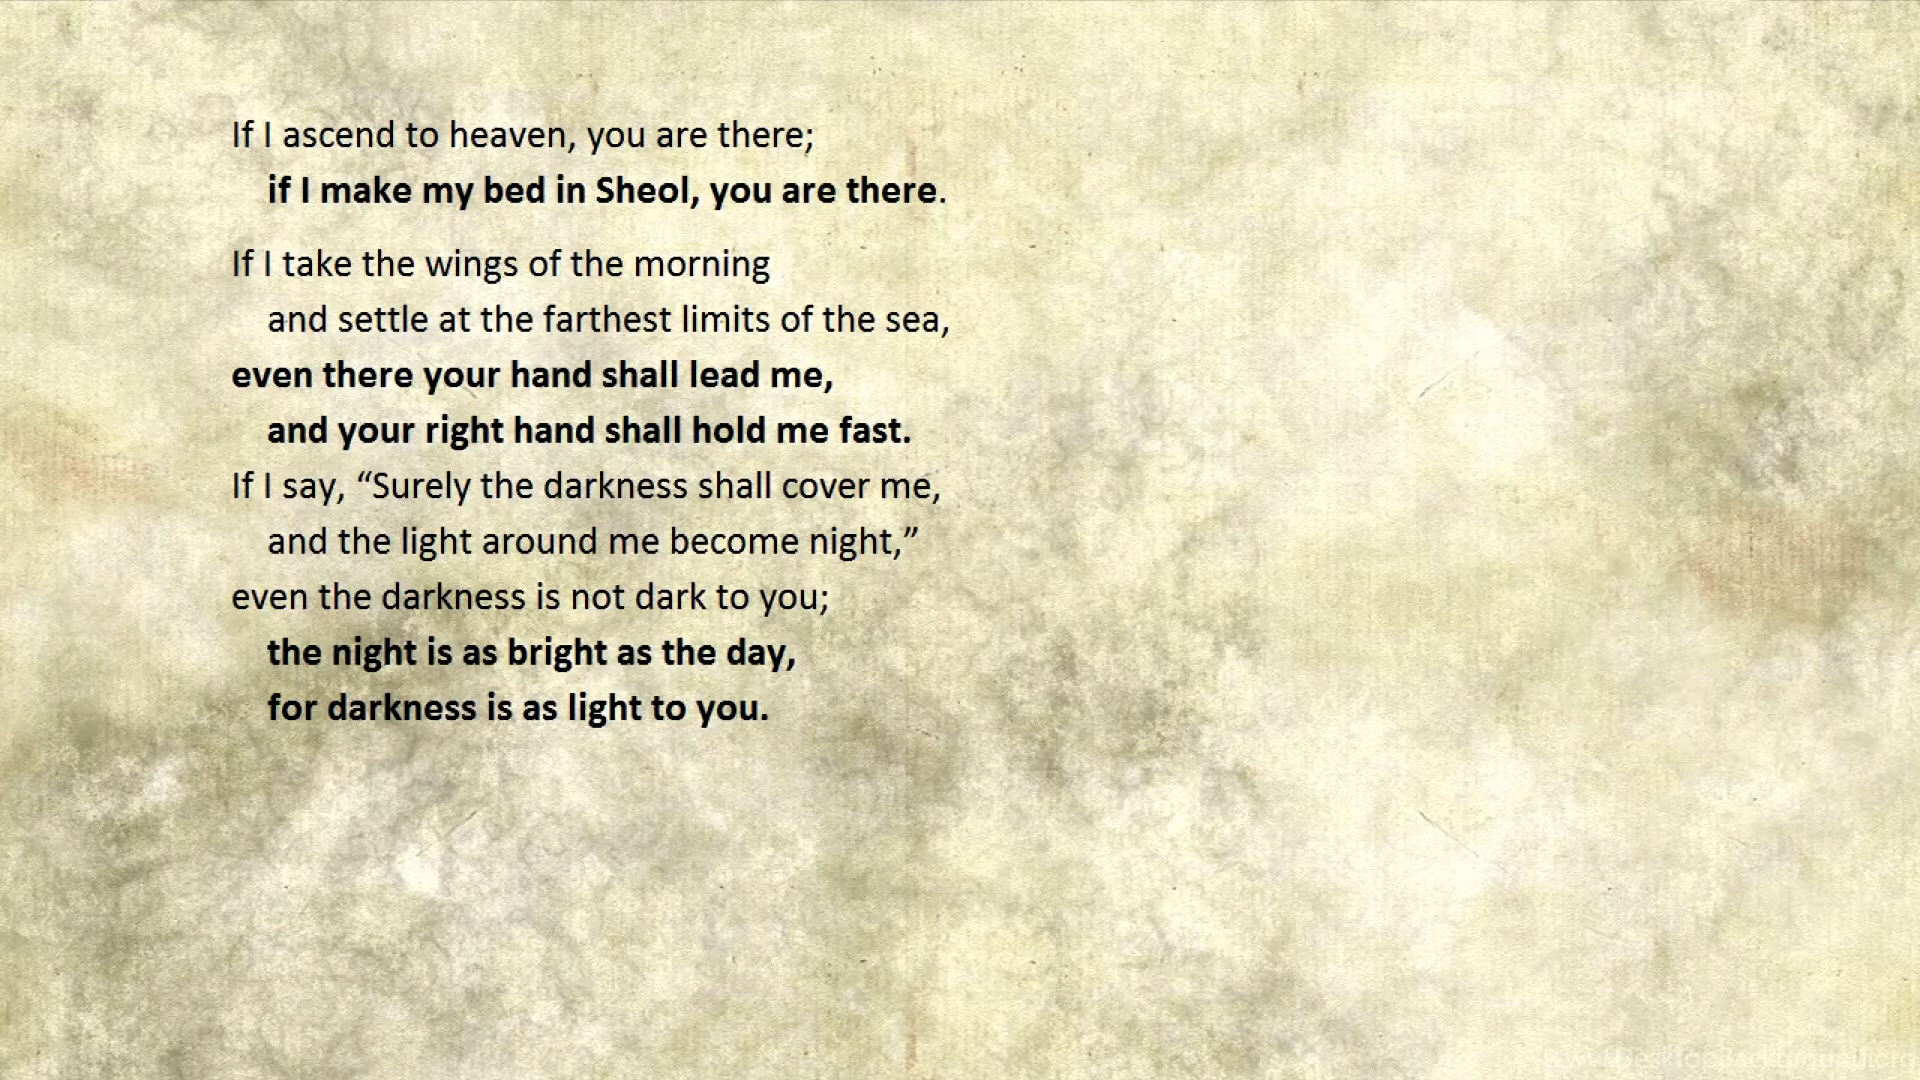 If I ascend to heaven, you are there;
if I make my bed in Sheol, you are there.
If I take the wings of the morning
and settle at the farthest limits of the sea,
even there your hand shall lead me,
and your right hand shall hold me fast.
If I say, “Surely the darkness shall cover me,
and the light around me become night,”
even the darkness is not dark to you;
the night is as bright as the day,
for darkness is as light to you.